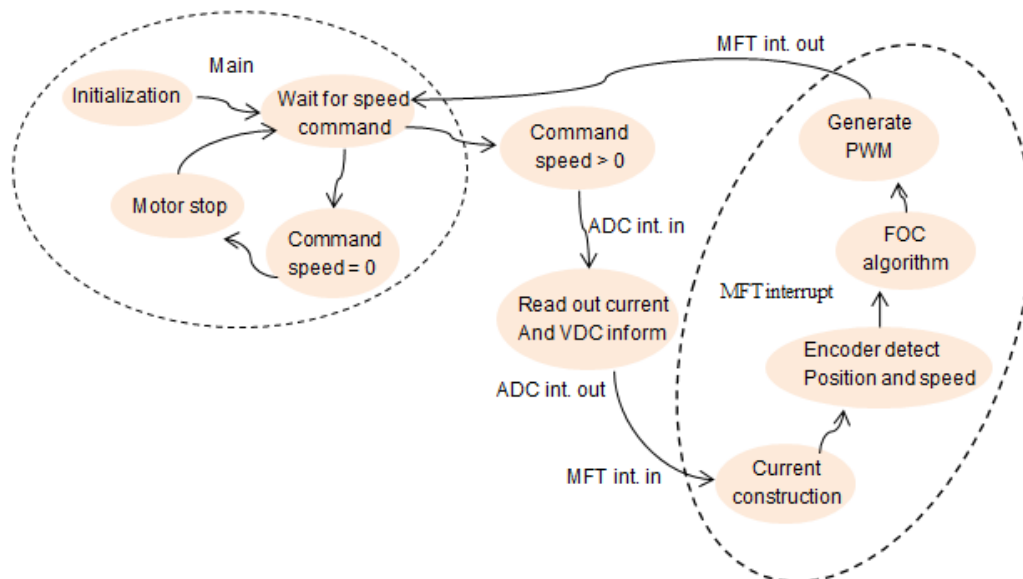 Main
Initialization
Wait for speed
command
Motor stop
Command
speed = 0
Command
speed > 0
ADC int. in
Read out current
And VDC inform
ADC int. out
MFT int. in
MFT interrupt
Current
construction
Encoder detect
Position and speed
FOC
algorithm
Generate
PWM
MFT int. out